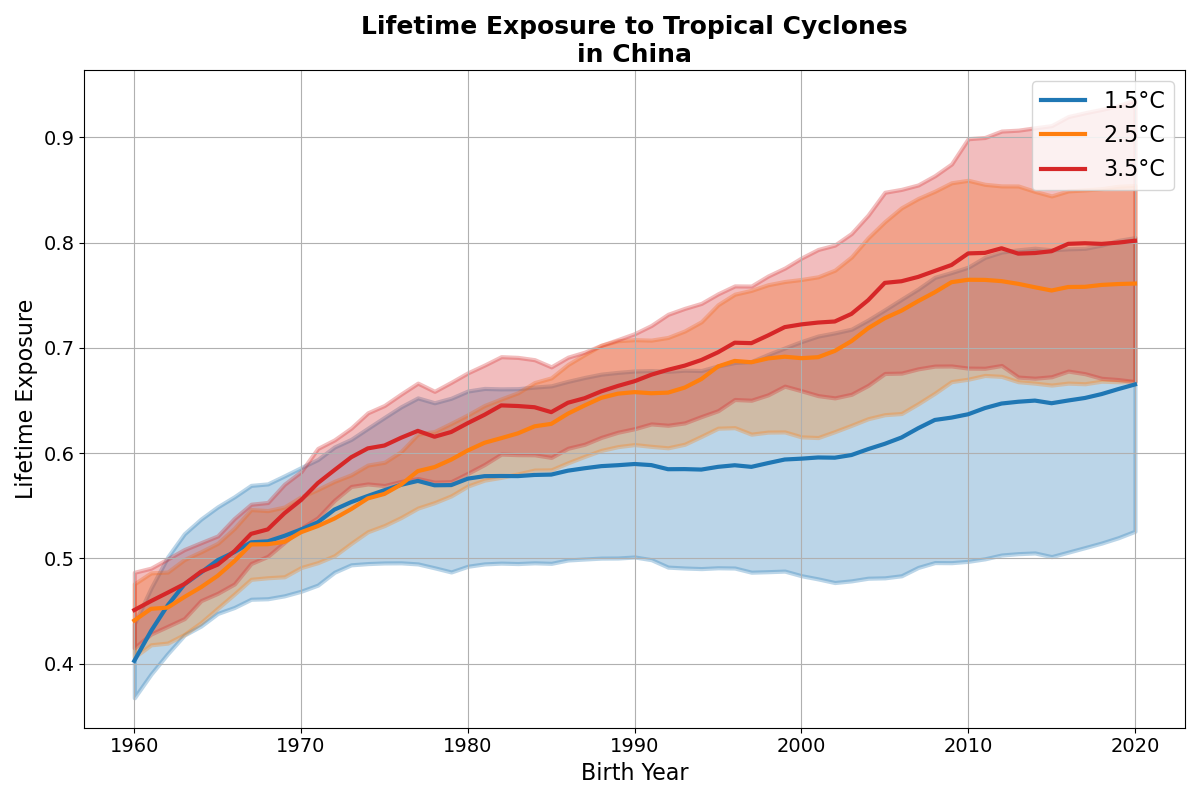 Lifetime Exposure to Tropical Cyclones
in China
1.5°C
2.5°C
3.5°C
0.9
0.8
0.7
0.6
0.5
0.4
Lifetime Exposure
1960 1970 1980 1990 2000 2010 2020
Birth Year